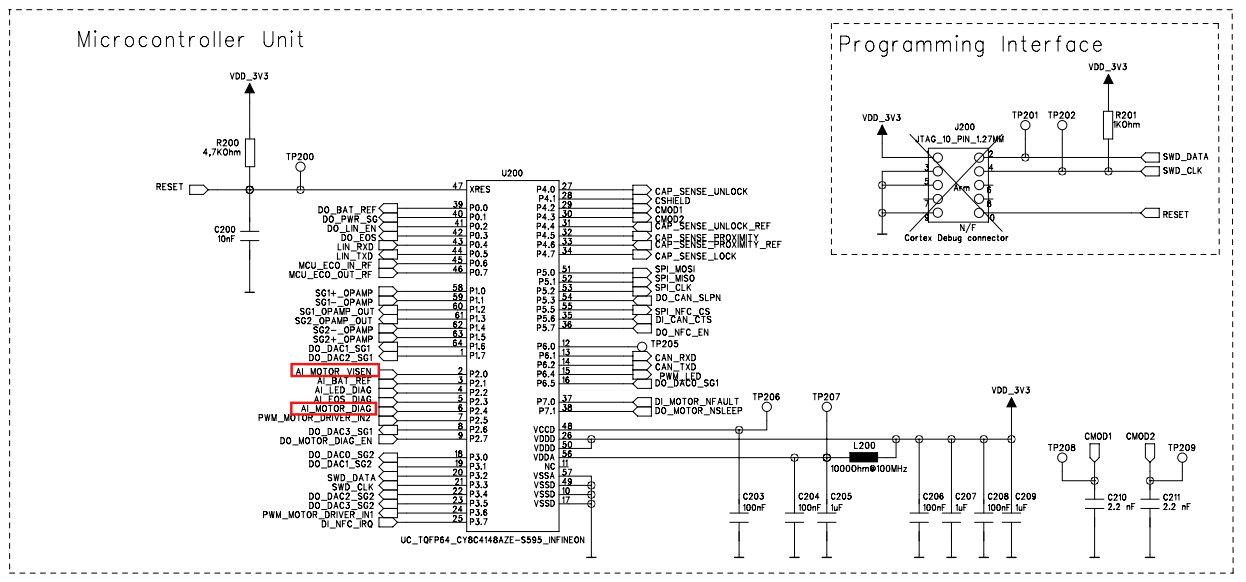 Microcontroller Unit
Programming Interface
VDD_3V3
R200
4,7KOhm
TP200
RESET
C200
10nF
U200
47 XRES
DO_BAT_REF 39 P0.0
DO_PWR_SG 40 P0.1
DO_LIN_EN 41 P0.2
DO_EOS 42 P0.3
LIN_RXD 43 P0.4
LIN_TXD 44 P0.5
MCU_ECO_IN_RF 45 P0.6
MCU_ECO_OUT_RF 46 P0.7
SG1+_OPAMP 58 P1.0
SG1-_OPAMP 59 P1.1
SG1_OPAMP_OUT 60 P1.2
SG2_OPAMP_OUT 61 P1.3
SG2-_OPAMP 62 P1.4
SG2+_OPAMP 63 P1.5
DO_DAC1_SG1 64 P1.6
DO_DAC2_SG1 1 P1.7
AI_MOTOR_VISEN 2 P2.0
AI_BAT_REF 3 P2.1
AI_LED_DIAG 4 P2.2
AI_EOS_DIAG 5 P2.3
AI_MOTOR_DIAG 6 P2.4
PWM_MOTOR_DRIVER_IN2 7 P2.5
DO_DAC3_SG1 8 P2.6
DO_MOTOR_DIAG_EN 9 P2.7
DO_DAC0_SG2 18 P3.0
DO_DAC1_SG2 19 P3.1
SWD_DATA 20 P3.2
SWD_CLK 21 P3.3
DO_DAC2_SG2 22 P3.4
DO_DAC3_SG2 23 P3.5
PWM_MOTOR_DRIVER_IN1 24 P3.6
DI_NFC_IRQ 25 P3.7
P4.0 27 CAP_SENSE_UNLOCK
P4.1 28 CSHIELD
P4.2 29 CMOD1
P4.3 30 CMOD2
P4.4 31 CAP_SENSE_UNLOCK_REF
P4.5 32 CAP_SENSE_PROXIMITY
P4.6 33 CAP_SENSE_PROXIMITY_REF
P4.7 34 CAP_SENSE_LOCK
P5.0 51 SPI_MOSI
P5.1 52 SPI_MISO
P5.2 53 SPI_CLK
P5.3 54 DO_CAN_SLPN
P5.5 55 SPI_NFC_CS
P5.6 35 DI_CAN_CTS
P5.7 36 DO_NFC_EN
P6.0 12 TP205
P6.1 13 CAN_RXD
P6.2 14 CAN_TXD
P6.4 15 PWM_LED
P6.5 16 DO_DAC0_SG1
P7.0 37 DI_MOTOR_NFAULT
P7.1 38 DO_MOTOR_NSLEEP
VCCD 48
VDDD 26
VDDD 50
VDDA 56
NC 11
VSSA 57
VSSD 49
VSSD 10
VSSD 17
UC_TQFP64_CY8C4148AZE-S595_INFINEON
TP206
TP207
L200
1000Ohm@100MHz
VDD_3V3
C203
100nF
C204
100nF
C205
1uF
C206
100nF
C207
1uF
C208
100nF
C209
1uF
TP208
CMOD1
CMOD2
TP209
C210
2.2 nF
C211
2.2 nF
VDD_3V3
VDD_3V3
J200
JTAG_10_PIN_1.27MM
TP201
TP202
R201
1KOhm
1 2
3 4
5 6
7 8
9
Arm
N/F
Cortex Debug connector
SWD_DATA
SWD_CLK
RESET